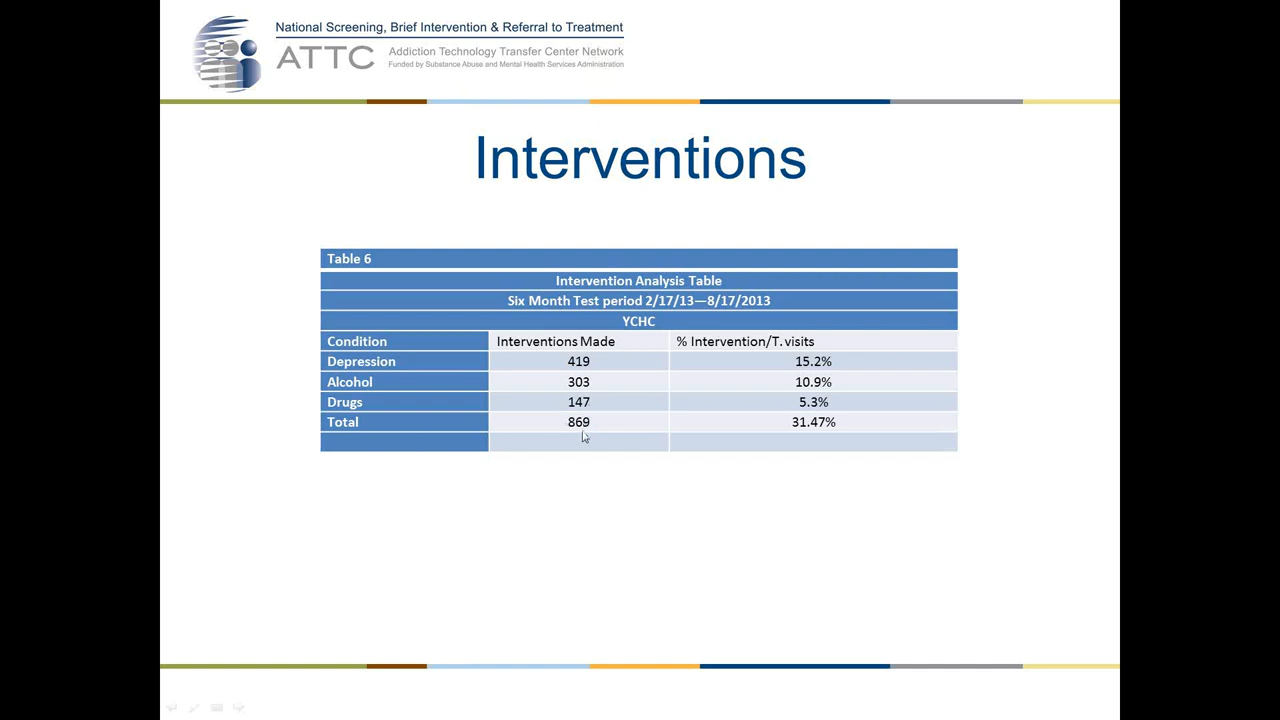 National Screening, Brief Intervention & Referral to Treatment
ATTC
Addiction Technology Transfer Center Network
Funded by Substance Abuse and Mental Health Services Administration
Interventions
Table 6
Intervention Analysis Table
Six Month Test period 2/17/13—8/17/2013
YCHC
Condition Interventions Made % Intervention/T. visits
Depression 419 15.2%
Alcohol 303 10.9%
Drugs 147 5.3%
Total 869 31.47%